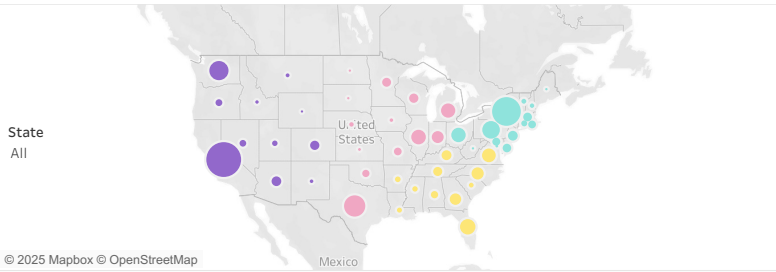 State
All
United
States
Mexico
© 2025 Mapbox © OpenStreetMap